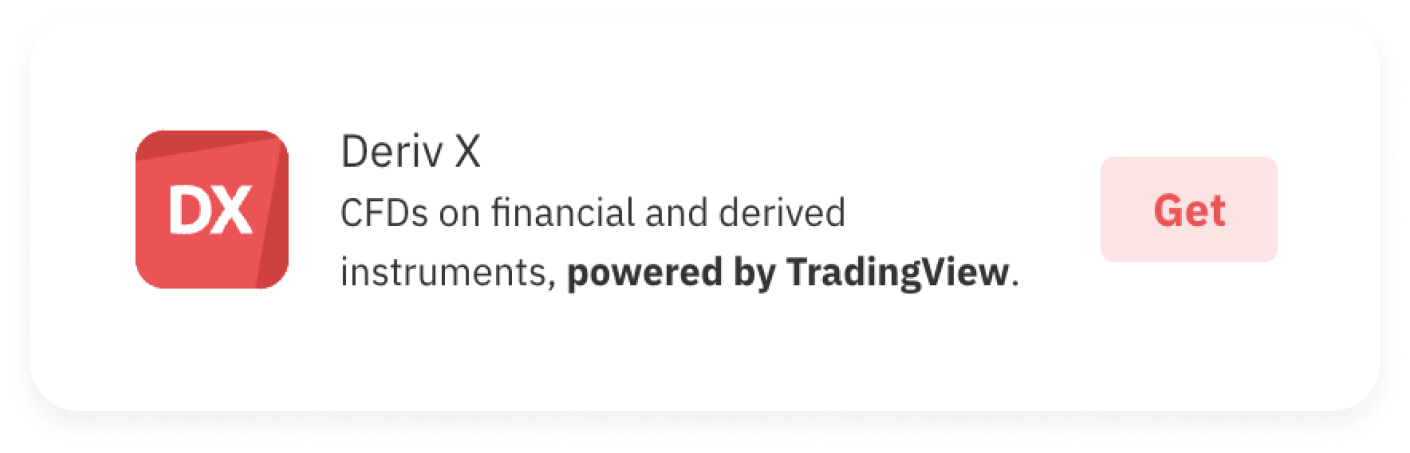 DX
Deriv X
CFDs on financial and derived
instruments, powered by TradingView.
Get